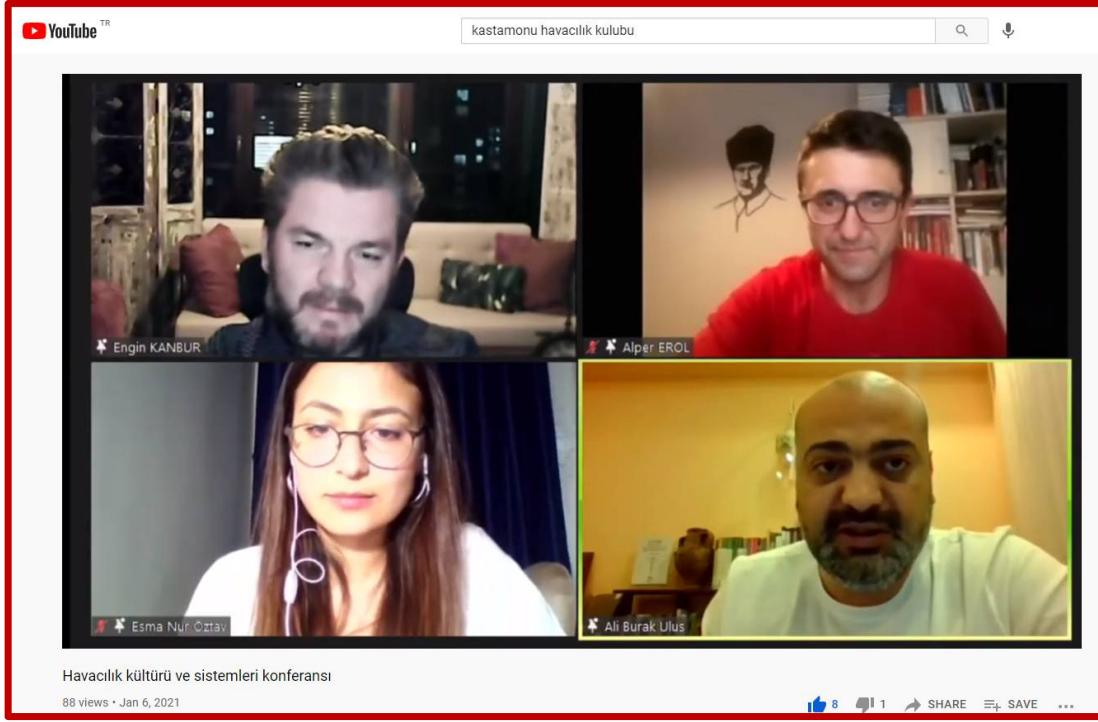 YouTube TR
kastamonu havacılık kulubu
Engin KANBUR
Alper EROL
Esma Nur Öztav
Ali Burak Ulus
Havacılık kültürü ve sistemleri konferansı
88 views • Jan 6, 2021
8 1 SHARE SAVE ...